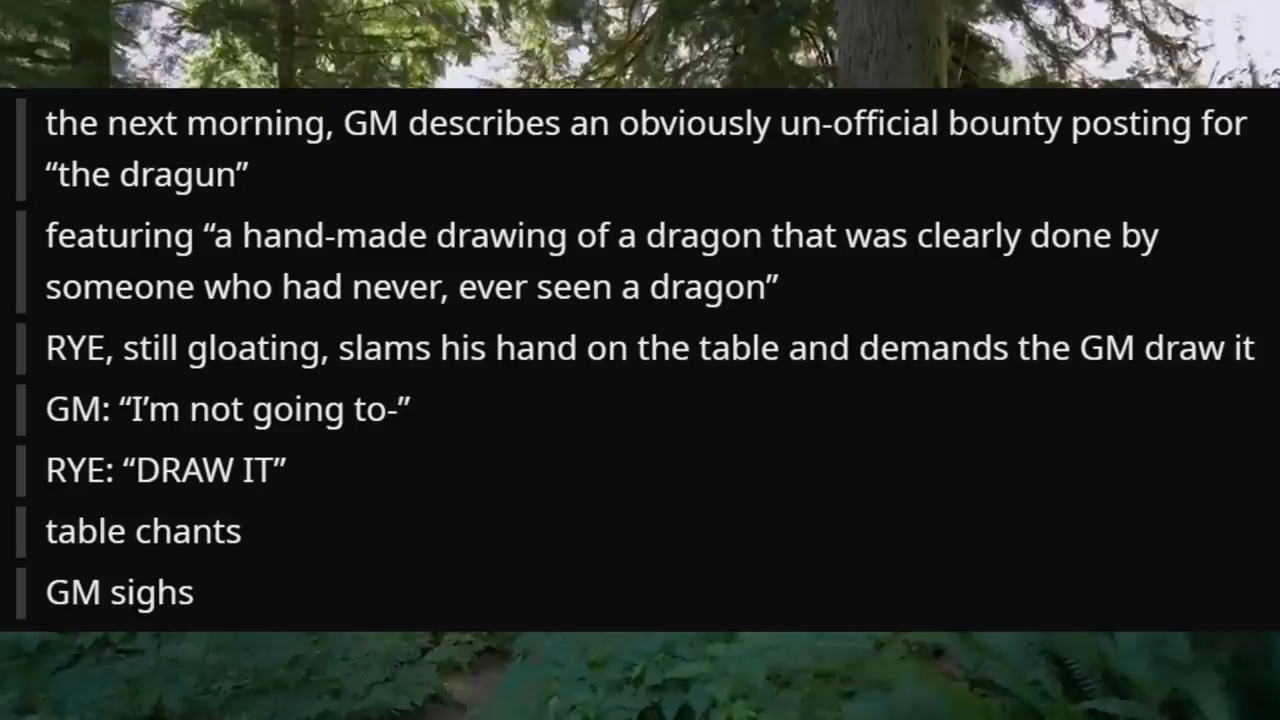 the next morning, GM describes an obviously un-official bounty posting for
“the dragun”
featuring “a hand-made drawing of a dragon that was clearly done by
someone who had never, ever seen a dragon”
RYE, still gloating, slams his hand on the table and demands the GM draw it
GM: “I’m not going to-”
RYE: “DRAW IT”
table chants
GM sighs